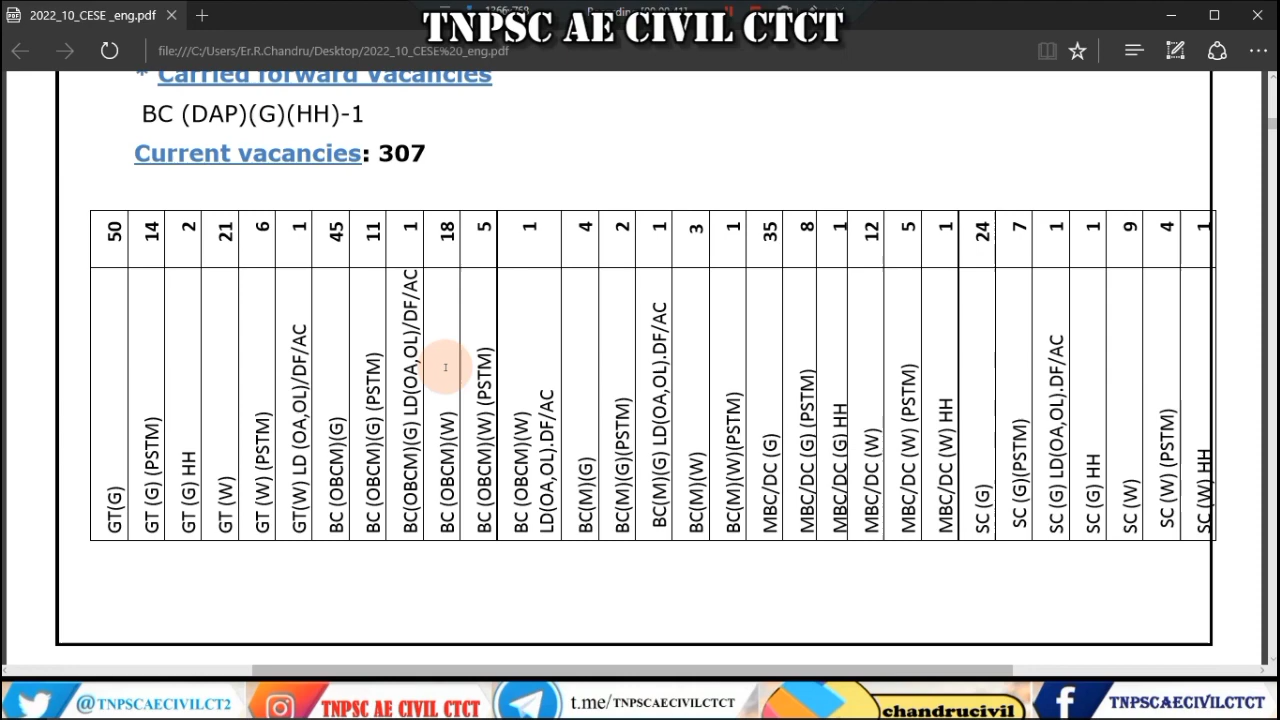 2022_10_CESE _eng.pdf
TNPSC AE CIVIL CTCT
file:///C:/Users/Er.R.Chandru/Desktop/2022_10_CESE%20_eng.pdf
* Carried forward Vacancies
BC (DAP)(G)(HH)-1
Current vacancies: 307
50 14 2 21 6 1 45 11 1 18 5 1 4 2 1 3 1 35 8 1 12 5 1 24 7 1 1 9 4 1
GT(G)
GT (G) (PSTM)
GT (G) HH
GT (W)
GT (W) (PSTM)
GT(W) LD (OA,OL)/DF/AC
BC (OBCM)(G)
BC (OBCM)(G) (PSTM)
BC(OBCM)(G) LD(OA,OL)/DF/AC
BC (OBCM)(W)
BC (OBCM)(W) (PSTM)
BC (OBCM)(W)
LD(OA,OL).DF/AC
BC(M)(G)
BC(M)(G)(PSTM)
BC(M)(G) LD(OA,OL).DF/AC
BC(M)(W)
BC(M)(W)(PSTM)
MBC/DC (G)
MBC/DC (G) (PSTM)
MBC/DC (G) HH
MBC/DC (W)
MBC/DC (W) (PSTM)
MBC/DC (W) HH
SC (G)
SC (G)(PSTM)
SC (G) LD(OA,OL).DF/AC
SC (G) HH
SC (W)
SC (W) (PSTM)
SC (W) HH
@TNPSCAECIVILCT2
TNPSC AE CIVIL CTCT
t.me/TNPSCAECIVILCTCT
chandrucivil
TNPSCAECIVILCTCT